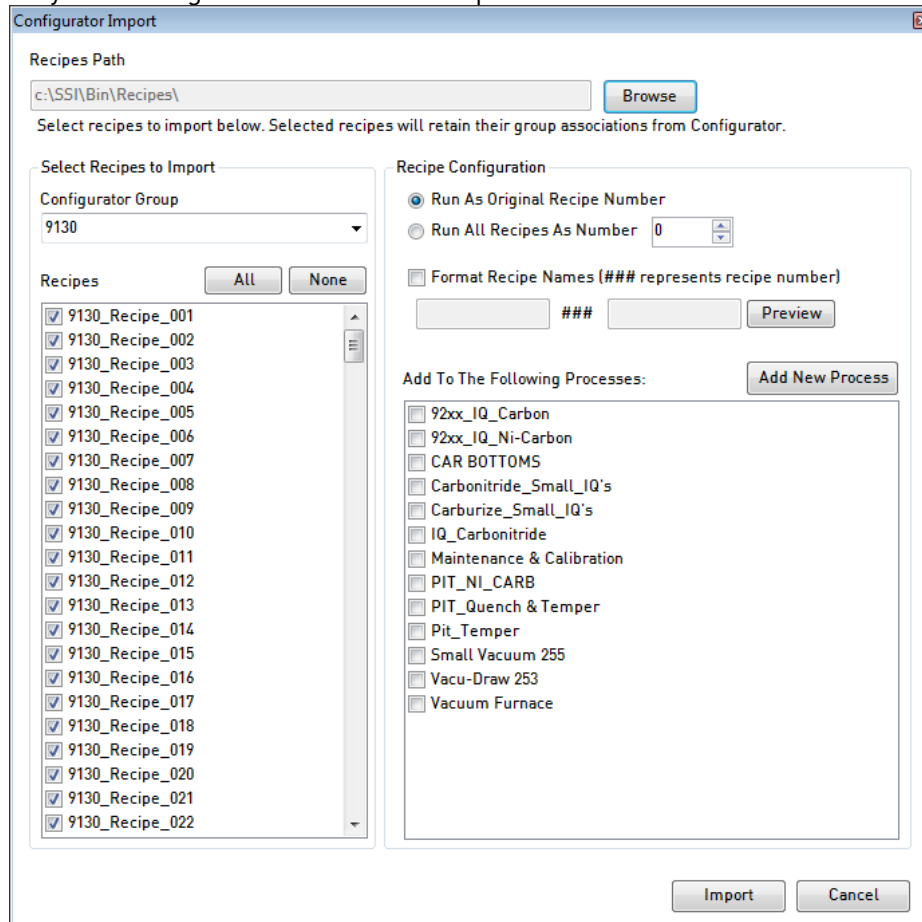 Configurator Import
Recipes Path
c:\SSI\Bin\Recipes\
Browse
Select recipes to import below. Selected recipes will retain their group associations from Configurator.
Select Recipes to Import
Configurator Group
9130
Recipes
All
None
9130_Recipe_001
9130_Recipe_002
9130_Recipe_003
9130_Recipe_004
9130_Recipe_005
9130_Recipe_006
9130_Recipe_007
9130_Recipe_008
9130_Recipe_009
9130_Recipe_010
9130_Recipe_011
9130_Recipe_012
9130_Recipe_013
9130_Recipe_014
9130_Recipe_015
9130_Recipe_016
9130_Recipe_017
9130_Recipe_018
9130_Recipe_019
9130_Recipe_020
9130_Recipe_021
9130_Recipe_022
Recipe Configuration
Run As Original Recipe Number
Run All Recipes As Number 0
Format Recipe Names (### represents recipe number)
###
Preview
Add To The Following Processes:
Add New Process
92xx_IQ_Carbon
92xx_IQ_Ni-Carbon
CAR BOTTOMS
Carbonitride_Small_IQ's
Carburize_Small_IQ's
IQ_Carbonitride
Maintenance & Calibration
PIT_NI_CARB
PIT_Quench & Temper
Pit_Temper
Small Vacuum 255
Vacu-Draw 253
Vacuum Furnace
Import
Cancel